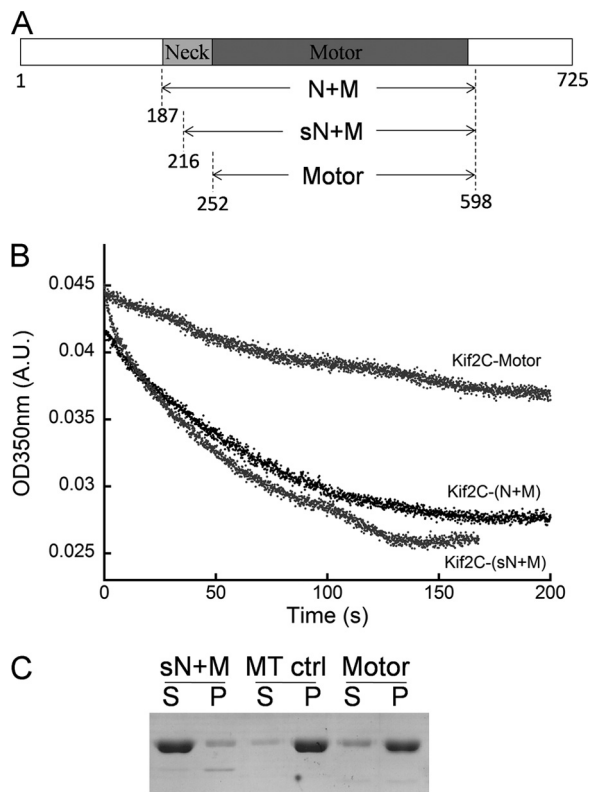 A
Neck Motor
1 725
N+M
187
sN+M
216
Motor
252 598
B
OD350nm (A.U.)
0.045
0.04
0.035
0.03
0.025
Kif2C-Motor
Kif2C-(N+M)
Kif2C-(sN+M)
0 50 100 150 200
Time (s)
C
sN+M MT ctrl Motor
S P S P S P